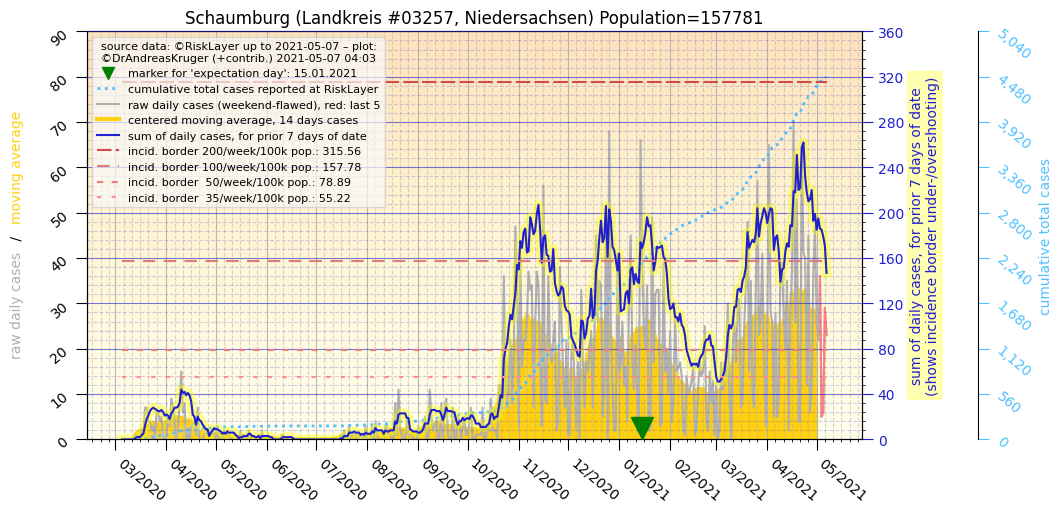 Schaumburg (Landkreis #03257, Niedersachsen) Population=157781
source data: ©RiskLayer up to 2021-05-07 – plot:
©DrAndreasKruger (+contrib.) 2021-05-07 04:03
marker for 'expectation day': 15.01.2021
cumulative total cases reported at RiskLayer
raw daily cases (weekend-flawed), red: last 5
centered moving average, 14 days cases
sum of daily cases, for prior 7 days of date
incid. border 200/week/100k pop.: 315.56
incid. border 100/week/100k pop.: 157.78
incid. border  50/week/100k pop.: 78.89
incid. border  35/week/100k pop.: 55.22
raw daily cases  /  moving average
90
80
70
60
50
40
30
20
10
0
03/2020
04/2020
05/2020
06/2020
07/2020
08/2020
09/2020
10/2020
11/2020
12/2020
01/2021
02/2021
03/2021
04/2021
05/2021
360
320
280
240
200
160
120
80
40
0
sum of daily cases, for prior 7 days of date
(shows incidence border under-/overshooting)
5,040
4,480
3,920
3,360
2,800
2,240
1,680
1,120
560
0
cumulative total cases